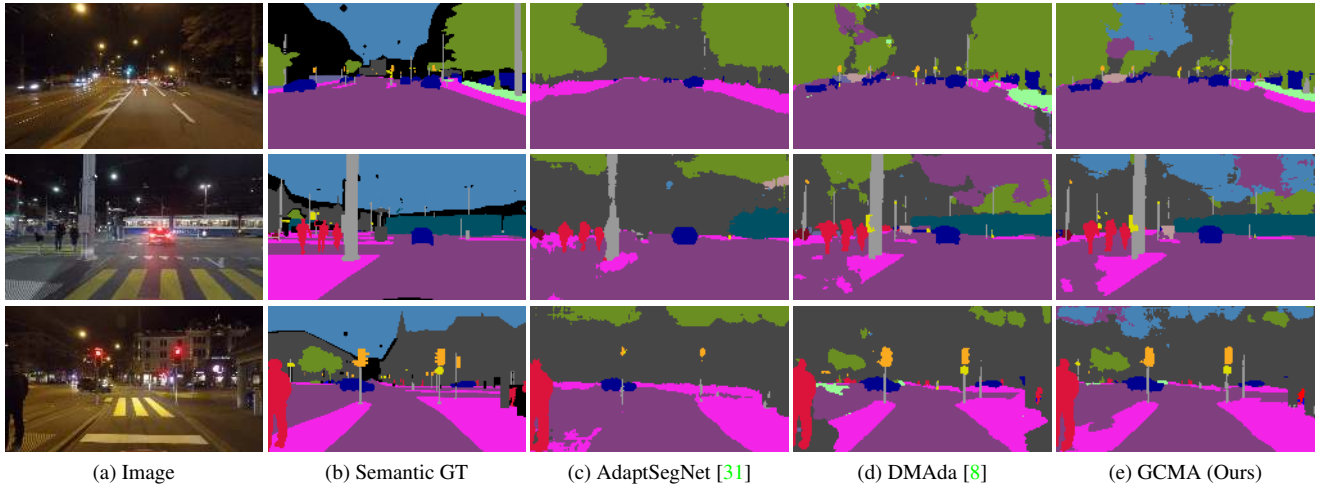 (a) Image
(b) Semantic GT
(c) AdaptSegNet [31]
(d) DMAda [8]
(e) GCMA (Ours)